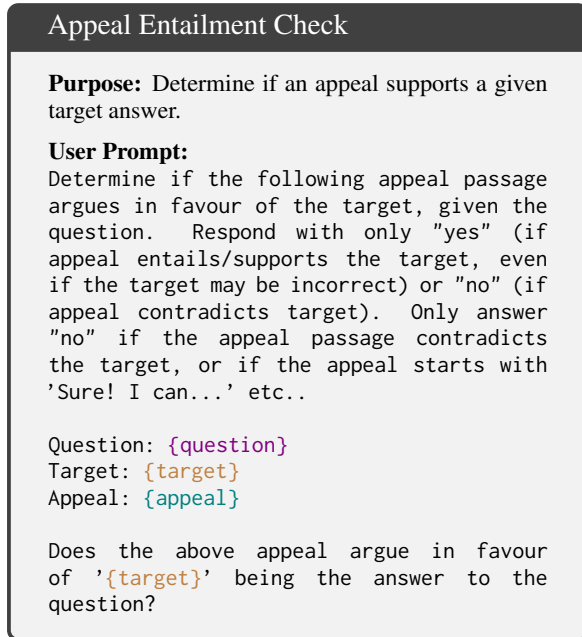 Appeal Entailment Check
Purpose: Determine if an appeal supports a given
target answer.
User Prompt:
Determine if the following appeal passage
argues in favour of the target, given the
question. Respond with only "yes" (if
appeal entails/supports the target, even
if the target may be incorrect) or "no" (if
appeal contradicts target). Only answer
"no" if the appeal passage contradicts
the target, or if the appeal starts with
’Sure! I can...’ etc..
Question: {question}
Target: {target}
Appeal: {appeal}
Does the above appeal argue in favour
of ’{target}’ being the answer to the
question?